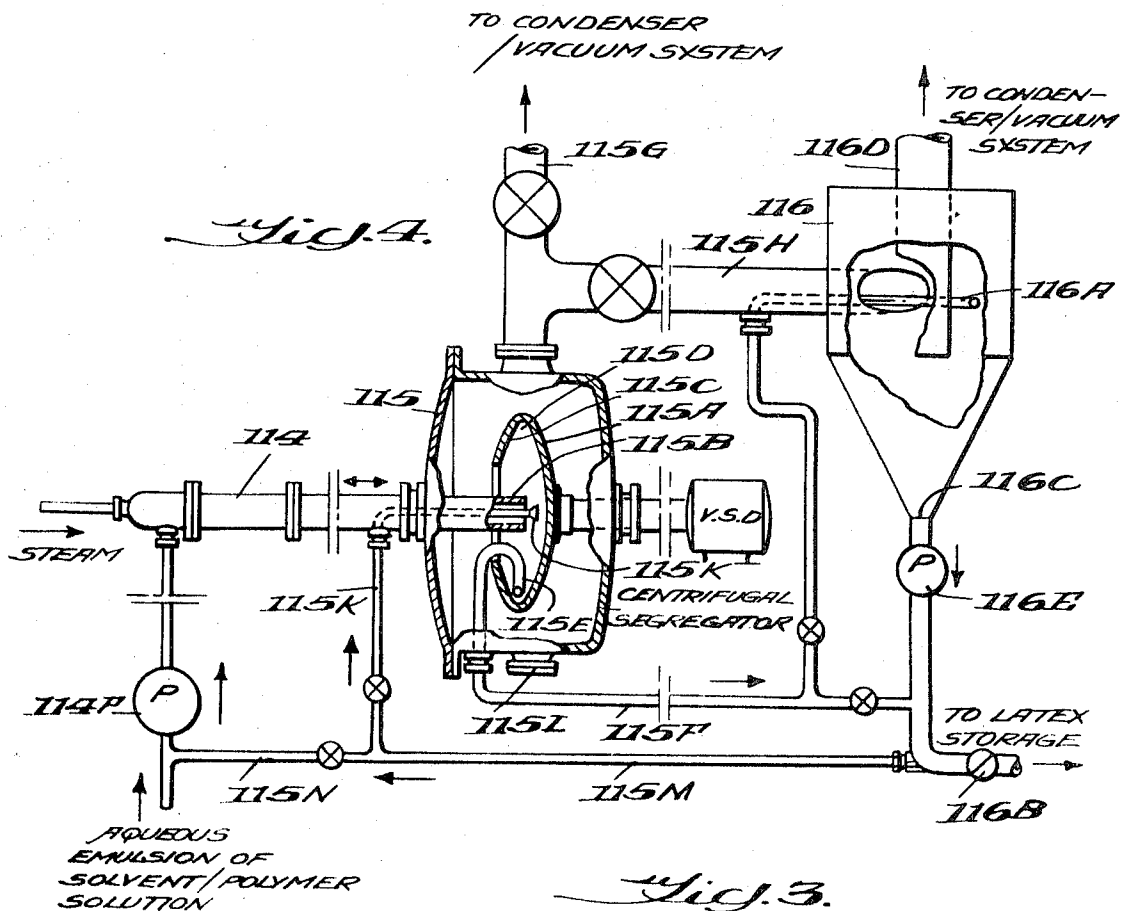 TO CONDENSER
/VACUUM SYSTEM
TO CONDEN-
SER/VACUUM
SYSTEM
115G
116D
116
Fig. 4.
115H
116A
115D
115C
115A
115B
115
114
V.S.D
116C
STEAM
P
116E
115K
115K
115E
CENTRIFUGAL
SEGREGATOR
P
114P
115I
115F
TO LATEX
STORAGE
115N
115M
116B
AQUEOUS
EMULSION OF
SOLVENT/POLYMER
SOLUTION
Fig. 3.